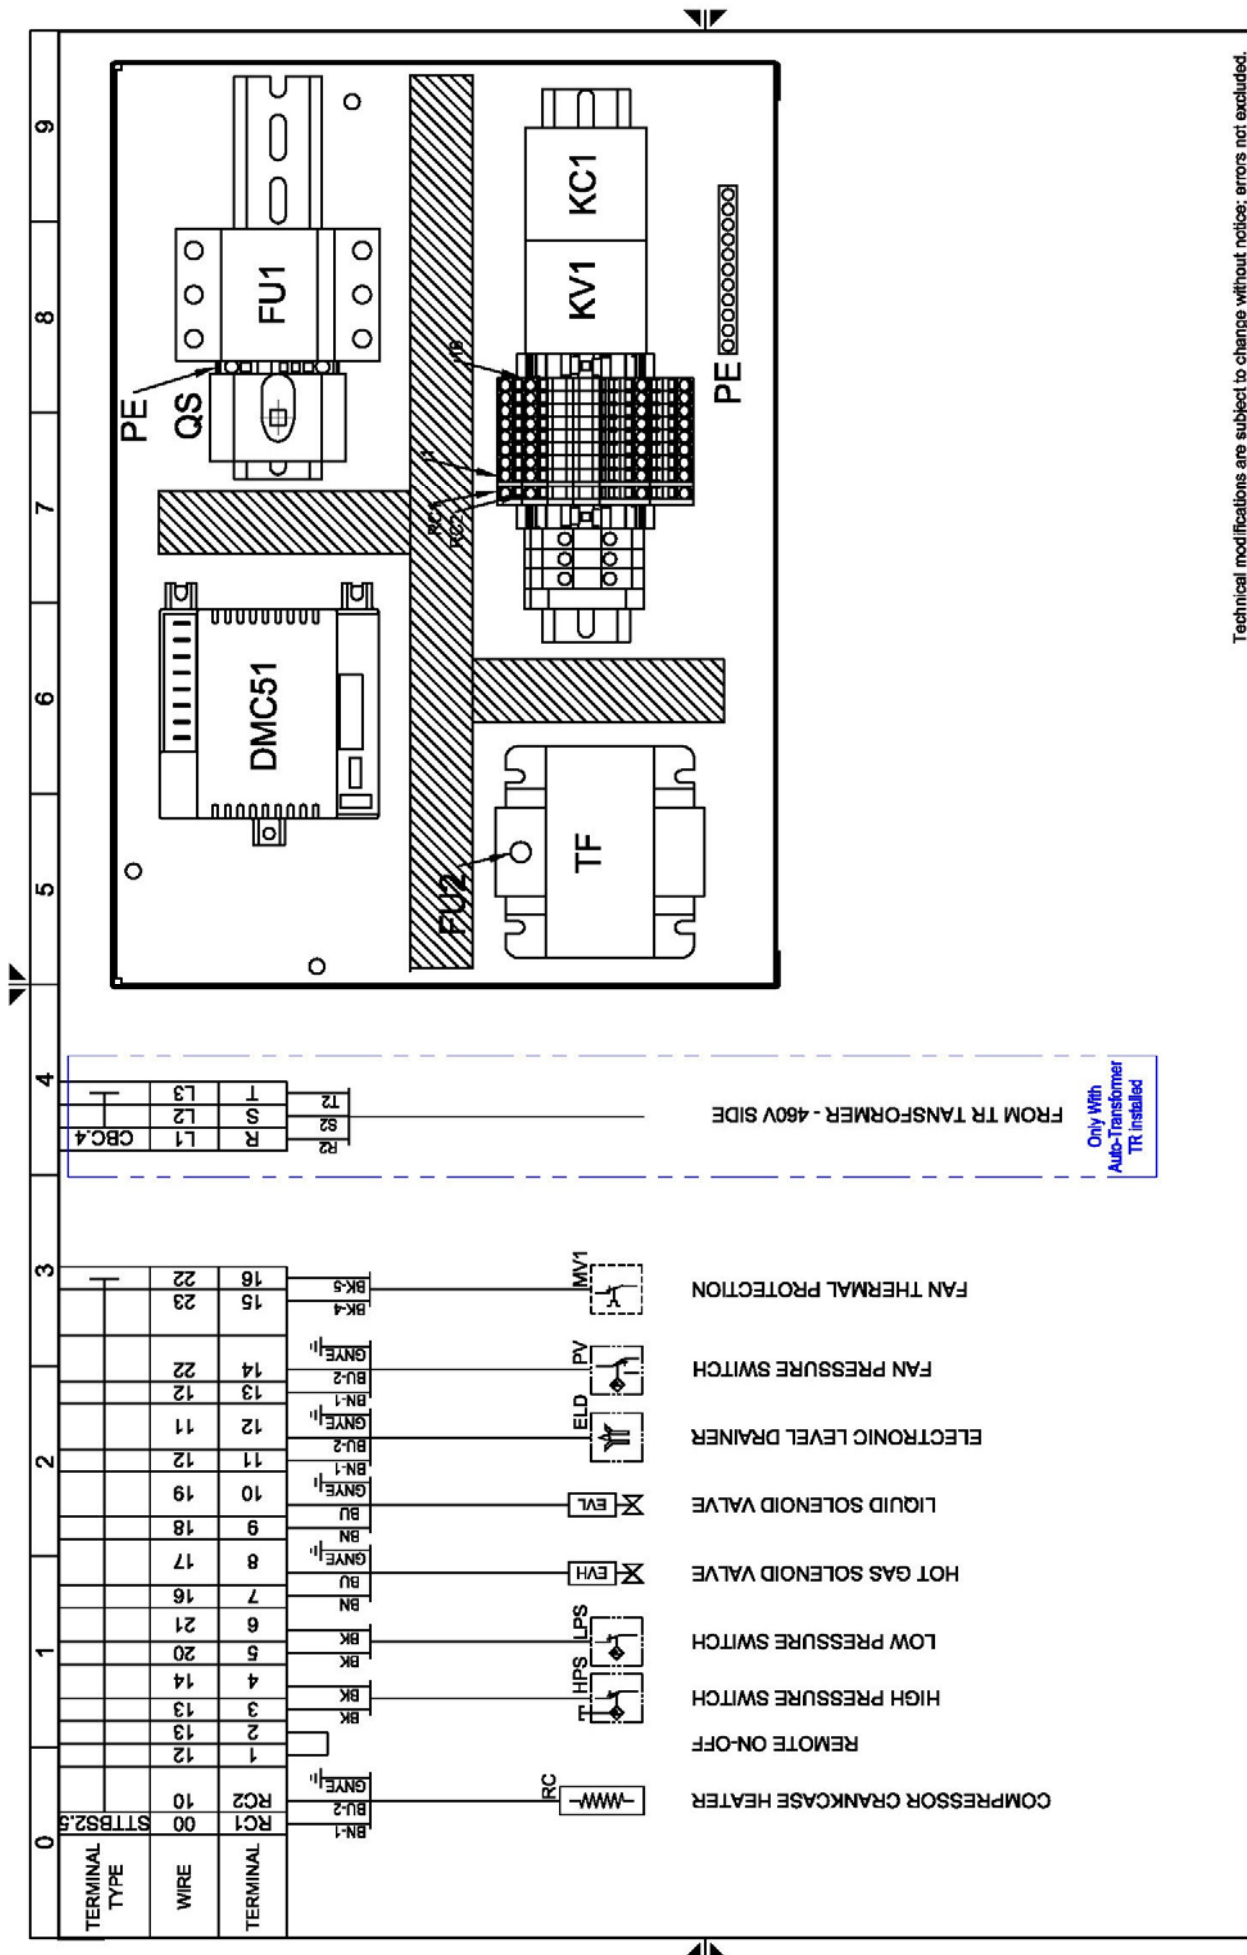 0 1 2 3 4 5 6 7 8 9
TERMINAL
TYPE
STTBS2.5
CBC.4
WIRE
00 10 12 13 13 14 20 21 16 17 18 19 12 11 12 22 23 22
L1 L2 L3
TERMINAL
RC1 RC2 1 2 3 4 5 6 7 8 9 10 11 12 13 14 15 16
R S T
BN-1 BU-2 GNYE
BK BK
BK BK
BN BU GNYE
BN BU GNYE
BN-1 BU-2 GNYE
BN-1 BU-2 GNYE
BK-4 BK-5
R2 S2 T2
RC
HPS
LPS
EVH
EVL
ELD
PV
MV1
COMPRESSOR CRANKCASE HEATER
REMOTE ON-OFF
HIGH PRESSURE SWITCH
LOW PRESSURE SWITCH
HOT GAS SOLENOID VALVE
LIQUID SOLENOID VALVE
ELECTRONIC LEVEL DRAINER
FAN PRESSURE SWITCH
FAN THERMAL PROTECTION
FROM TR TANSFORMER - 460V SIDE
Only With
Auto-Transformer
TR installed
PE
QS
FU1
DMC51
FU2
TF
RC1
RC2
KV1
KC1
PE
Technical modifications are subject to change without notice; errors not excluded.